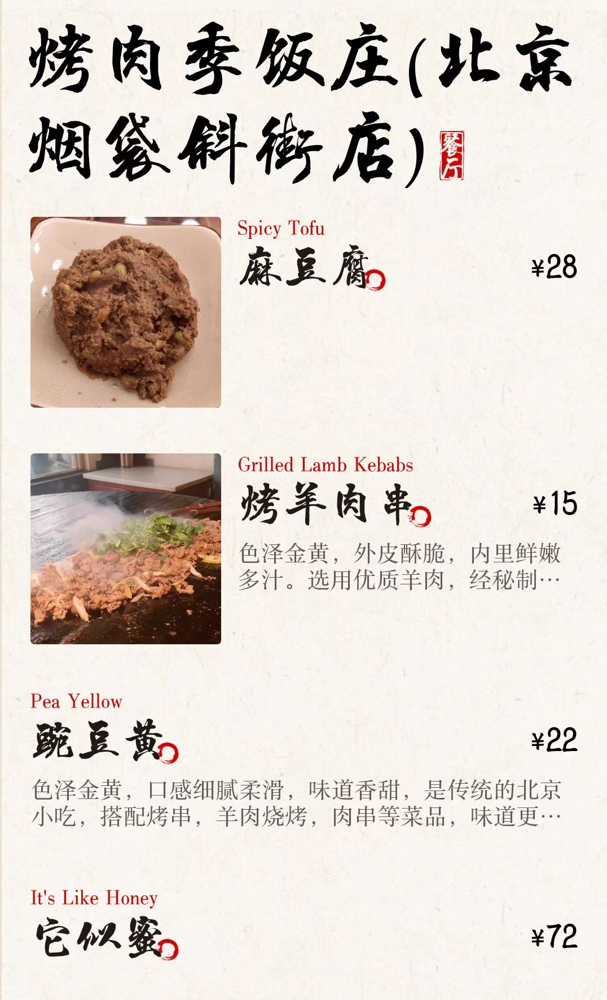 烤肉季饭庄(北京
烟袋斜街店)
餐厅
Spicy Tofu
麻豆腐
¥28
Grilled Lamb Kebabs
烤羊肉串
¥15
色泽金黄，外皮酥脆，内里鲜嫩
多汁。选用优质羊肉，经秘制…
Pea Yellow
豌豆黄
¥22
色泽金黄，口感细腻柔滑，味道香甜，是传统的北京
小吃，搭配烤串，羊肉烧烤，肉串等菜品，味道更…
It's Like Honey
它似蜜
¥72